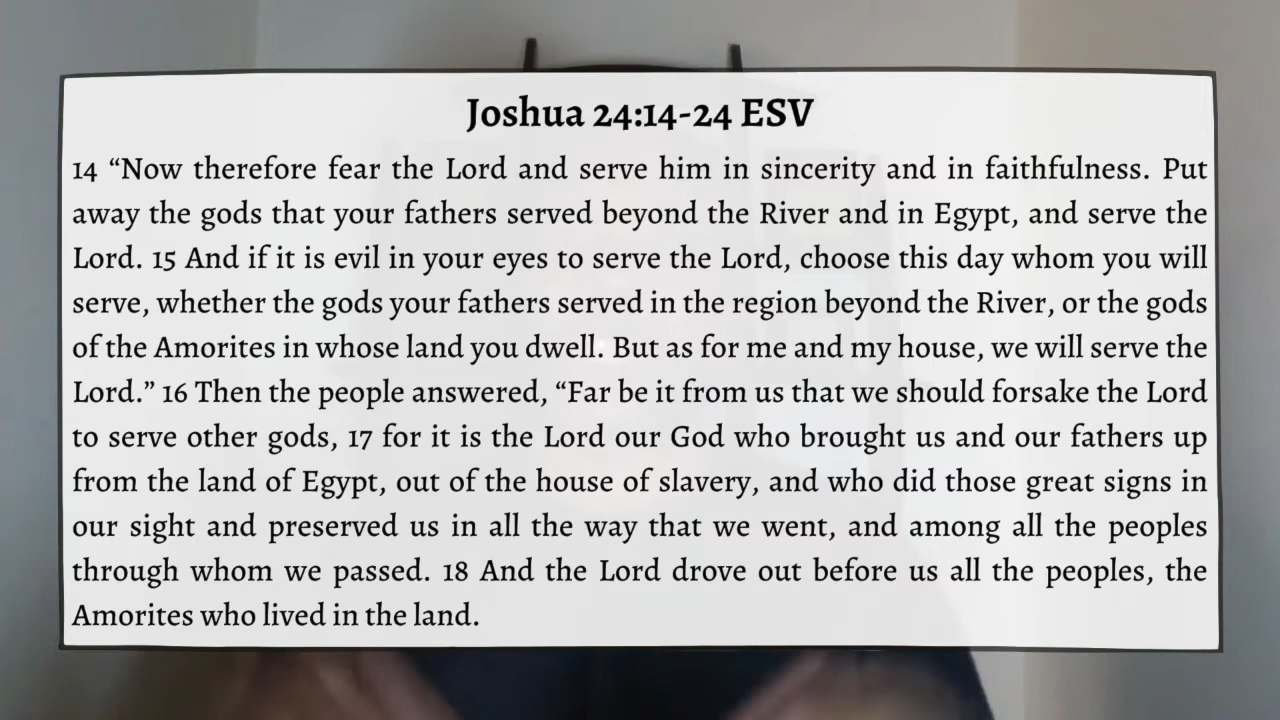 Joshua 24:14-24 ESV
14 “Now therefore fear the Lord and serve him in sincerity and in faithfulness. Put
away the gods that your fathers served beyond the River and in Egypt, and serve the
Lord. 15 And if it is evil in your eyes to serve the Lord, choose this day whom you will
serve, whether the gods your fathers served in the region beyond the River, or the gods
of the Amorites in whose land you dwell. But as for me and my house, we will serve the
Lord.” 16 Then the people answered, “Far be it from us that we should forsake the Lord
to serve other gods, 17 for it is the Lord our God who brought us and our fathers up
from the land of Egypt, out of the house of slavery, and who did those great signs in
our sight and preserved us in all the way that we went, and among all the peoples
through whom we passed. 18 And the Lord drove out before us all the peoples, the
Amorites who lived in the land.